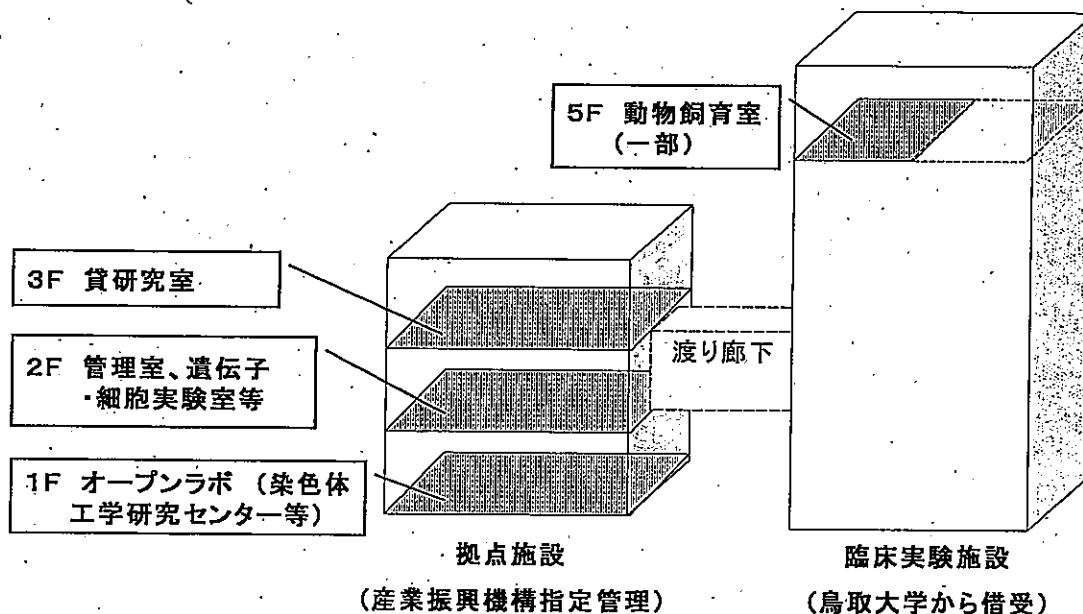 5F 動物飼育室
(一部)
3F 貸研究室
2F 管理室、遺伝子
・細胞実験室等
1F オープンラボ (染色体
工学研究センター等)
渡り廊下
拠点施設
(産業振興機構指定管理)
臨床実験施設
(鳥取大学から借受)